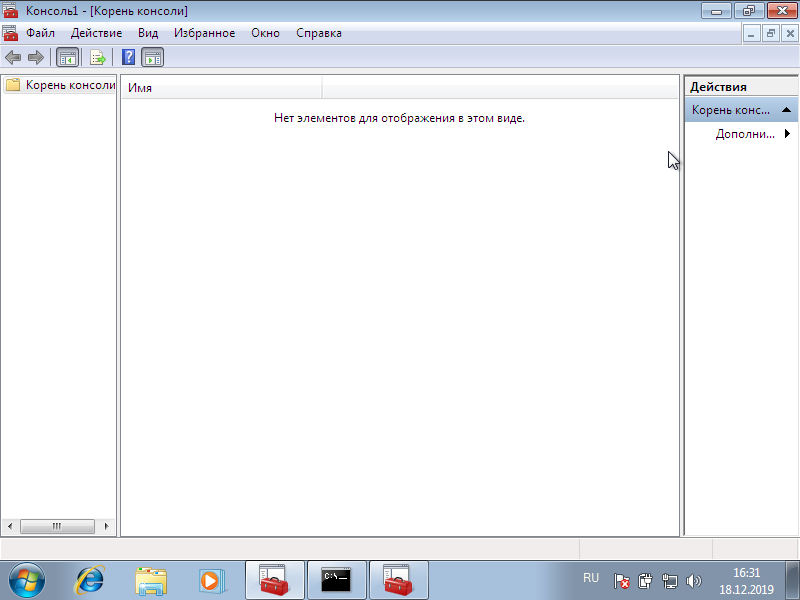 Консоль1 - [Корень консоли]
Файл Действие Вид Избранное Окно Справка
Корень консоли
Имя
Нет элементов для отображения в этом виде.
Действия
Корень конс...
Дополни...
C:\_
RU
16:31
18.12.2019